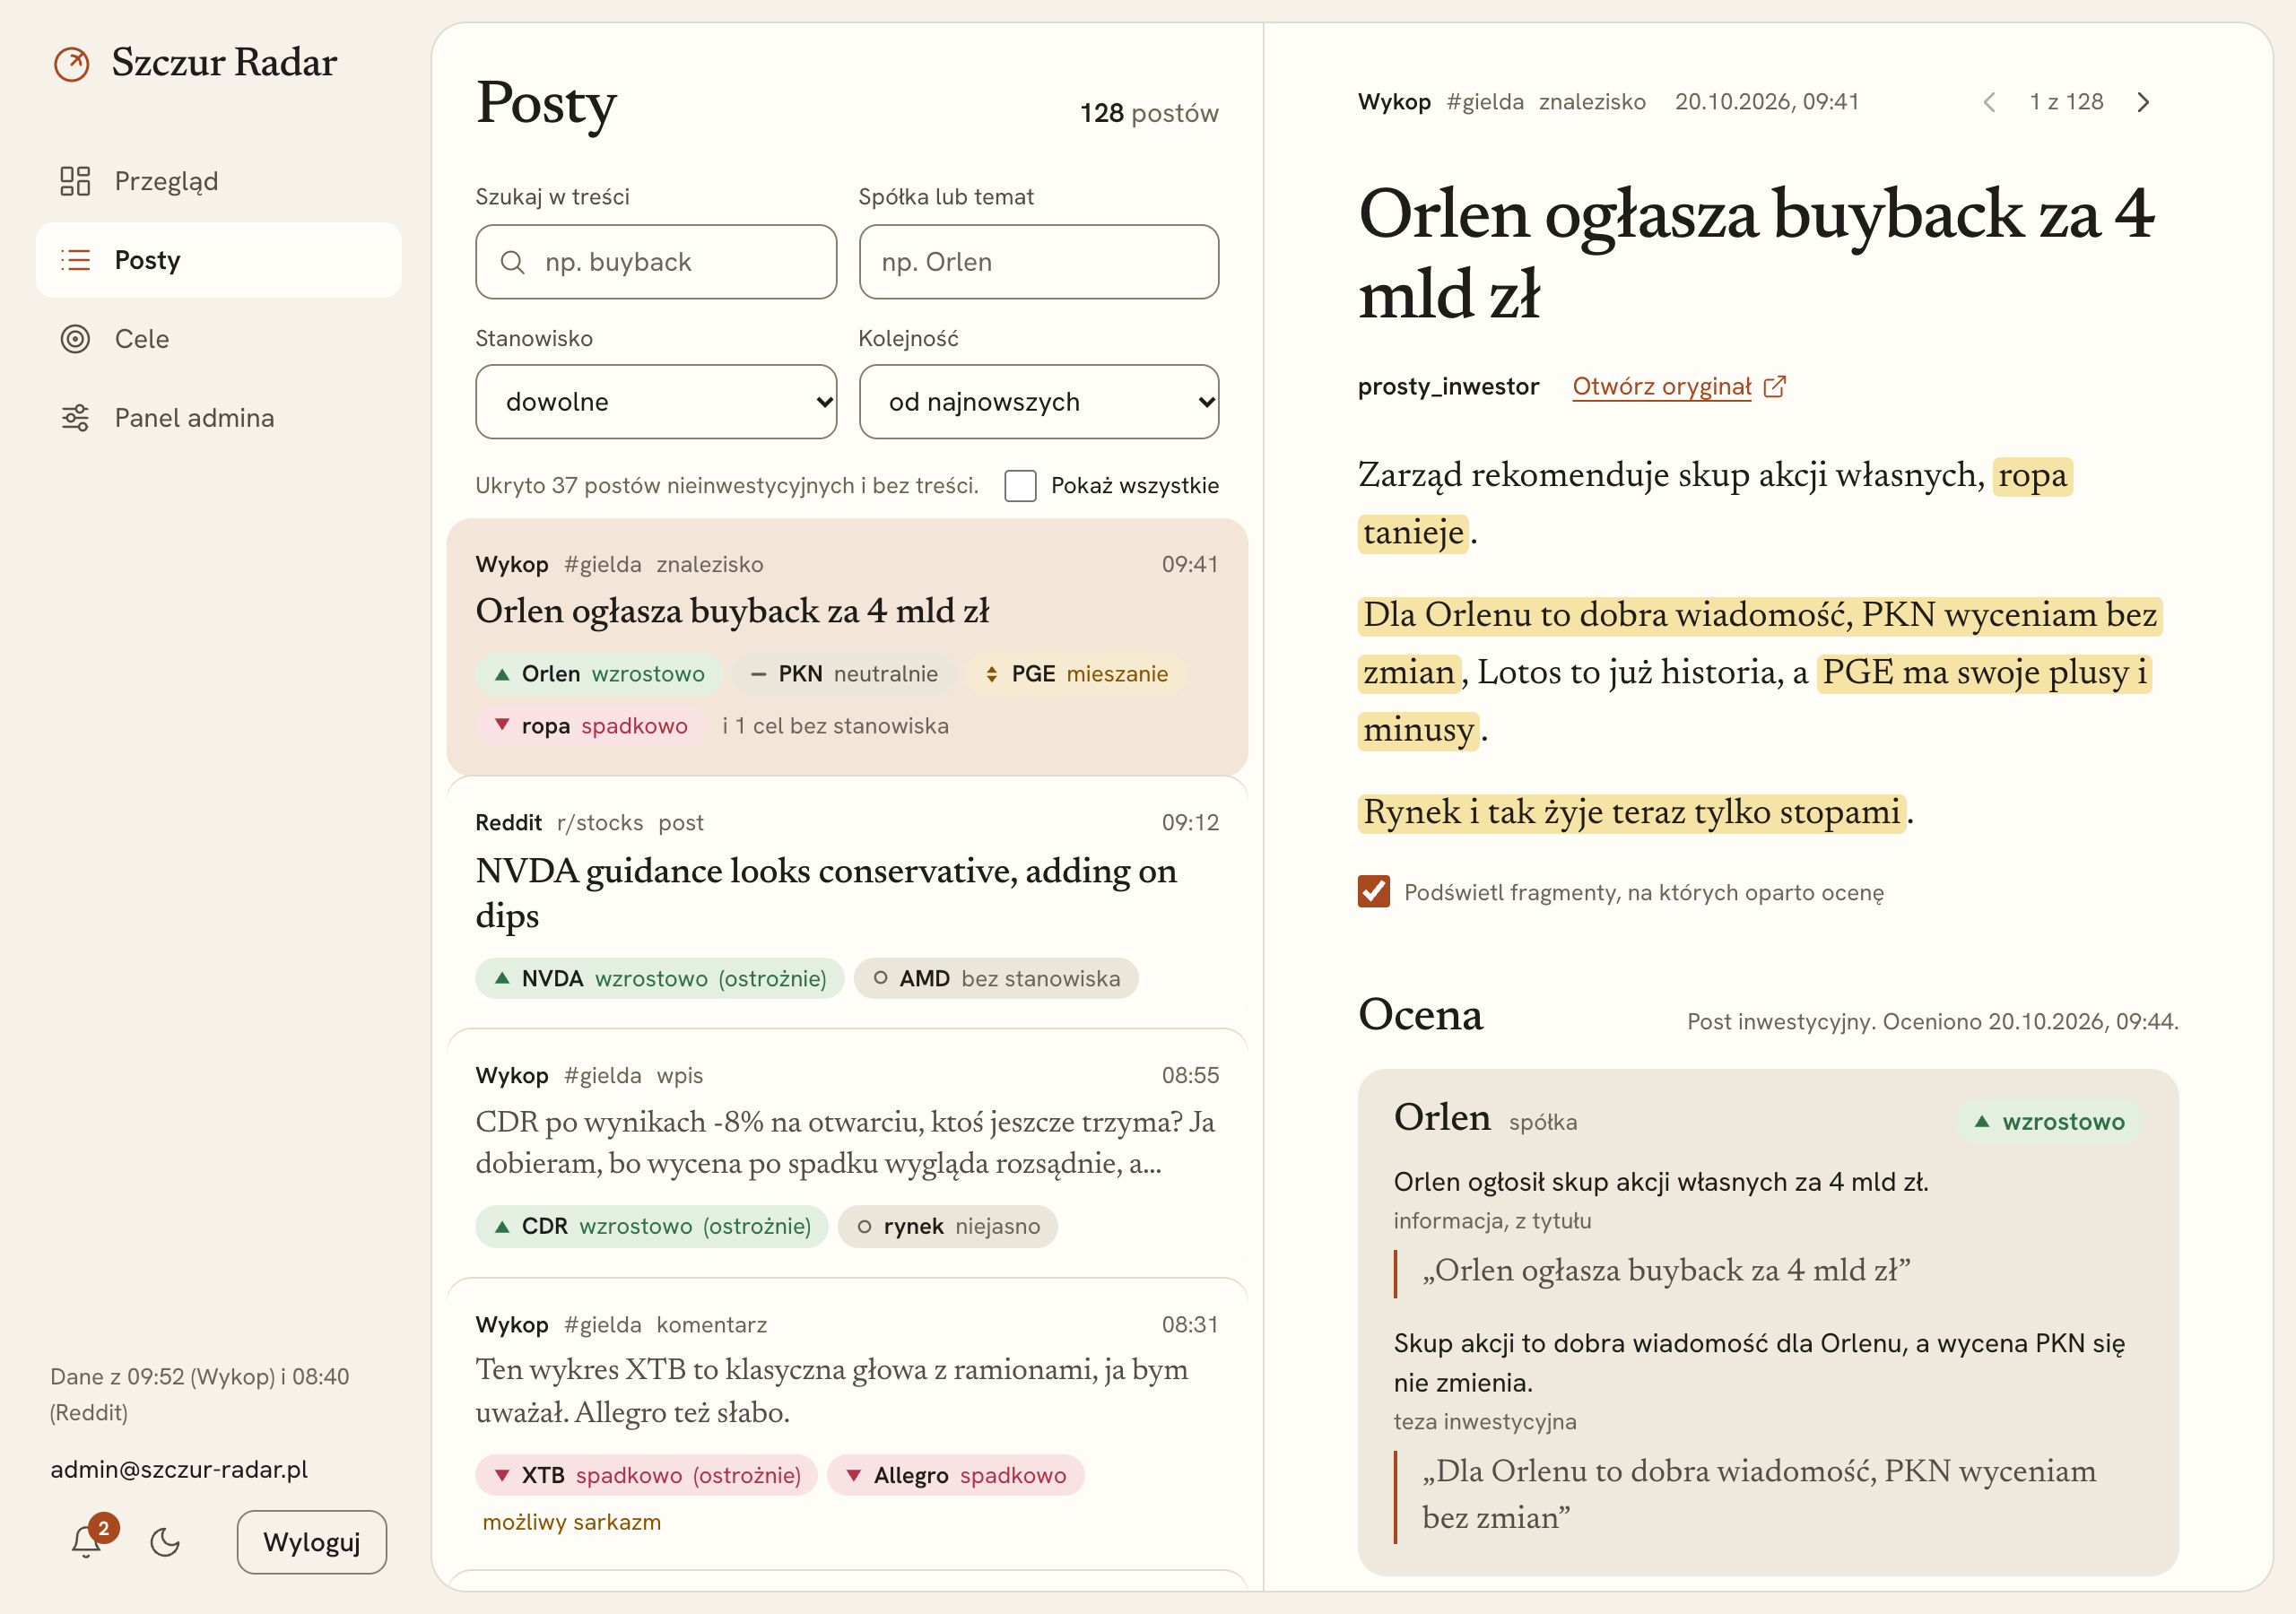 Szczur Radar
Przegląd
Posty
Cele
Panel admina
Dane z 09:52 (Wykop) i 08:40
(Reddit)
admin@szczur-radar.pl
2
Wyloguj
Posty
128 postów
Szukaj w treści
Spółka lub temat
np. buyback
np. Orlen
Stanowisko
Kolejność
dowolne
od najnowszych
Ukryto 37 postów nieinwestycyjnych i bez treści.
Pokaż wszystkie
Wykop #gielda znalezisko 09:41
Orlen ogłasza buyback za 4 mld zł
Orlen wzrostowo PKN neutralnie PGE mieszanie
ropa spadkowo i 1 cel bez stanowiska
Reddit r/stocks post 09:12
NVDA guidance looks conservative, adding on
dips
NVDA wzrostowo (ostrożnie) AMD bez stanowiska
Wykop #gielda wpis 08:55
CDR po wynikach -8% na otwarciu, ktoś jeszcze trzyma? Ja
dobieram, bo wycena po spadku wygląda rozsądnie, a...
CDR wzrostowo (ostrożnie) rynek niejasno
Wykop #gielda komentarz 08:31
Ten wykres XTB to klasyczna głowa z ramionami, ja bym
uważał. Allegro też słabo.
XTB spadkowo (ostrożnie) Allegro spadkowo
możliwy sarkazm
Wykop #gielda znalezisko 20.10.2026, 09:41
1 z 128
Orlen ogłasza buyback za 4
mld zł
prosty_inwestor Otwórz oryginał
Zarząd rekomenduje skup akcji własnych, ropa
tanieje.
Dla Orlenu to dobra wiadomość, PKN wyceniam bez
zmian, Lotos to już historia, a PGE ma swoje plusy i
minusy.
Rynek i tak żyje teraz tylko stopami.
Podświetl fragmenty, na których oparto ocenę
Ocena
Post inwestycyjny. Oceniono 20.10.2026, 09:44.
Orlen spółka
wzrostowo
Orlen ogłosił skup akcji własnych za 4 mld zł.
informacja, z tytułu
„Orlen ogłasza buyback za 4 mld zł”
Skup akcji to dobra wiadomość dla Orlenu, a wycena PKN się
nie zmienia.
teza inwestycyjna
„Dla Orlenu to dobra wiadomość, PKN wyceniam
bez zmian”